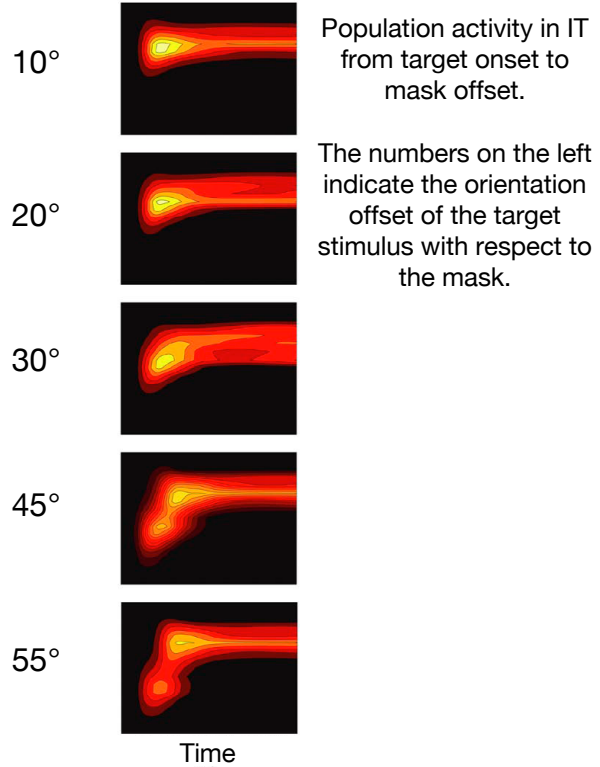 10°
Population activity in IT
from target onset to
mask offset.
20°
The numbers on the left
indicate the orientation
offset of the target
stimulus with respect to
the mask.
30°
45°
55°
Time